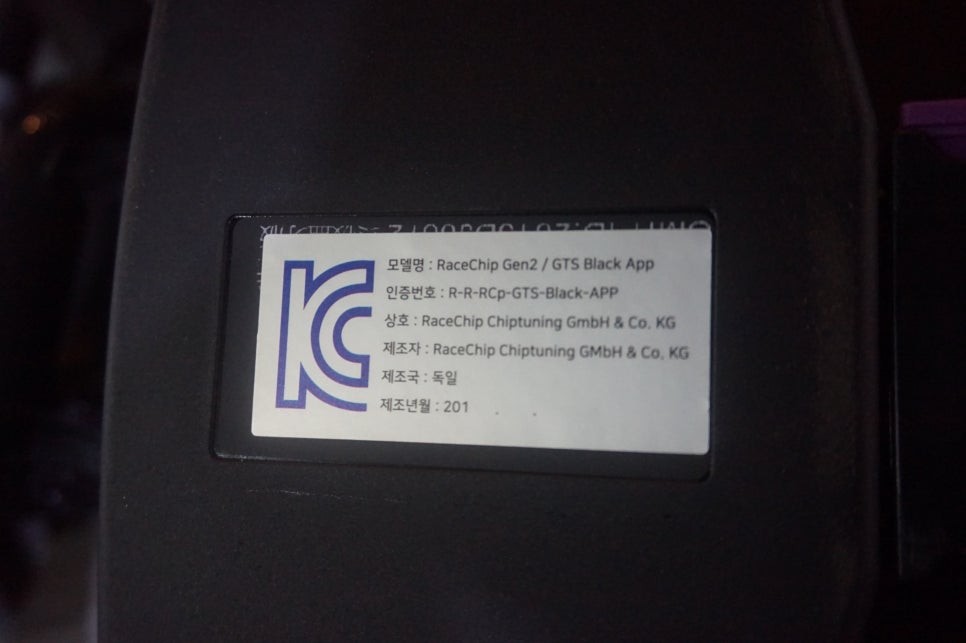 KC
모델명 : RaceChip Gen2 / GTS Black App
인증번호 : R-R-RCp-GTS-Black-APP
상호 : RaceChip Chiptuning GmbH & Co. KG
제조자 : RaceChip Chiptuning GMbH & Co. KG
제조국 : 독일
제조년월 : 201 . .